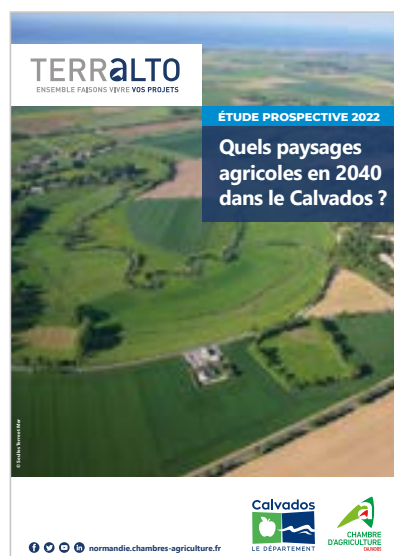 TERRALTO
ENSEMBLE FAISONS VIVRE VOS PROJETS
ÉTUDE PROSPECTIVE 2022
Quels paysages
agricoles en 2040
dans le Calvados ?
Calvados
LE DÉPARTEMENT
CHAMBRE
D'AGRICULTURE
CALVADOS
normandie.chambres-agriculture.fr